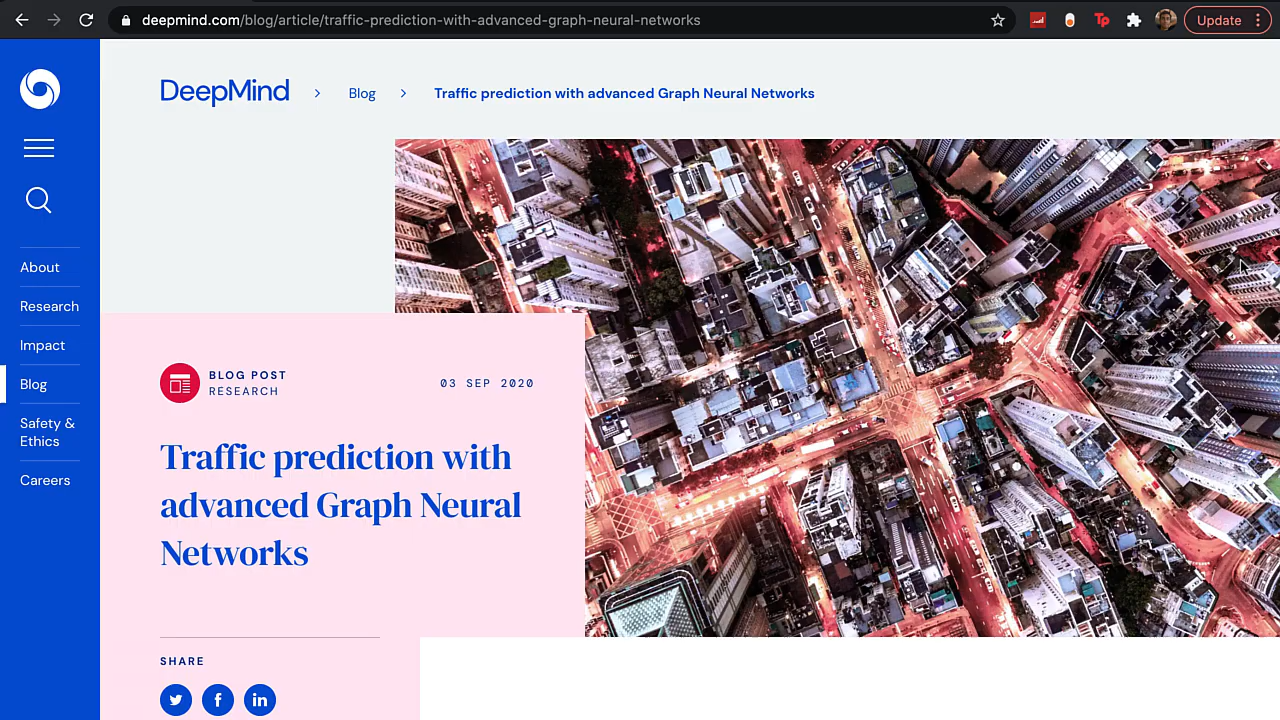 deepmind.com/blog/article/traffic-prediction-with-advanced-graph-neural-networks
Tp
Update
DeepMind > Blog > Traffic prediction with advanced Graph Neural Networks
About
Research
Impact
Blog
Safety &
Ethics
Careers
BLOG POST
RESEARCH
03 SEP 2020
Traffic prediction with
advanced Graph Neural
Networks
SHARE
f
in